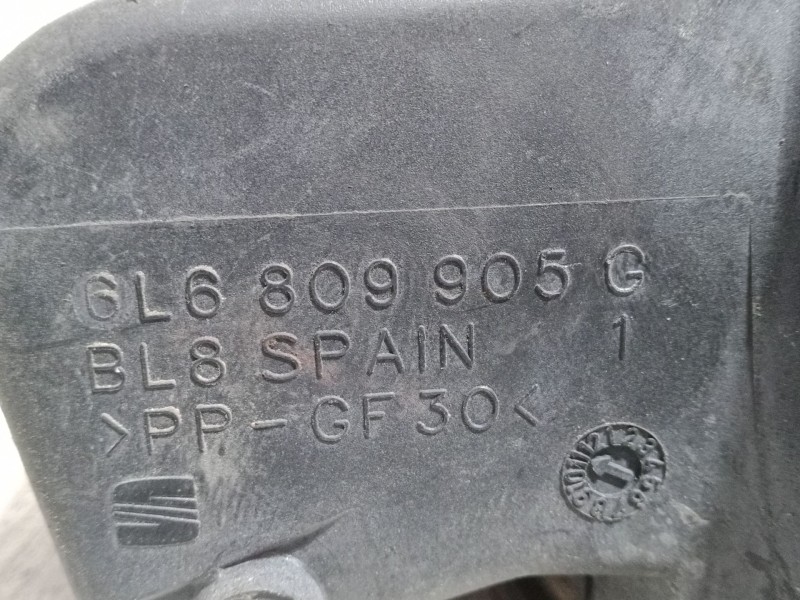 6L6 809 905 G
BL8 SPAIN 1
>PP-GF30<